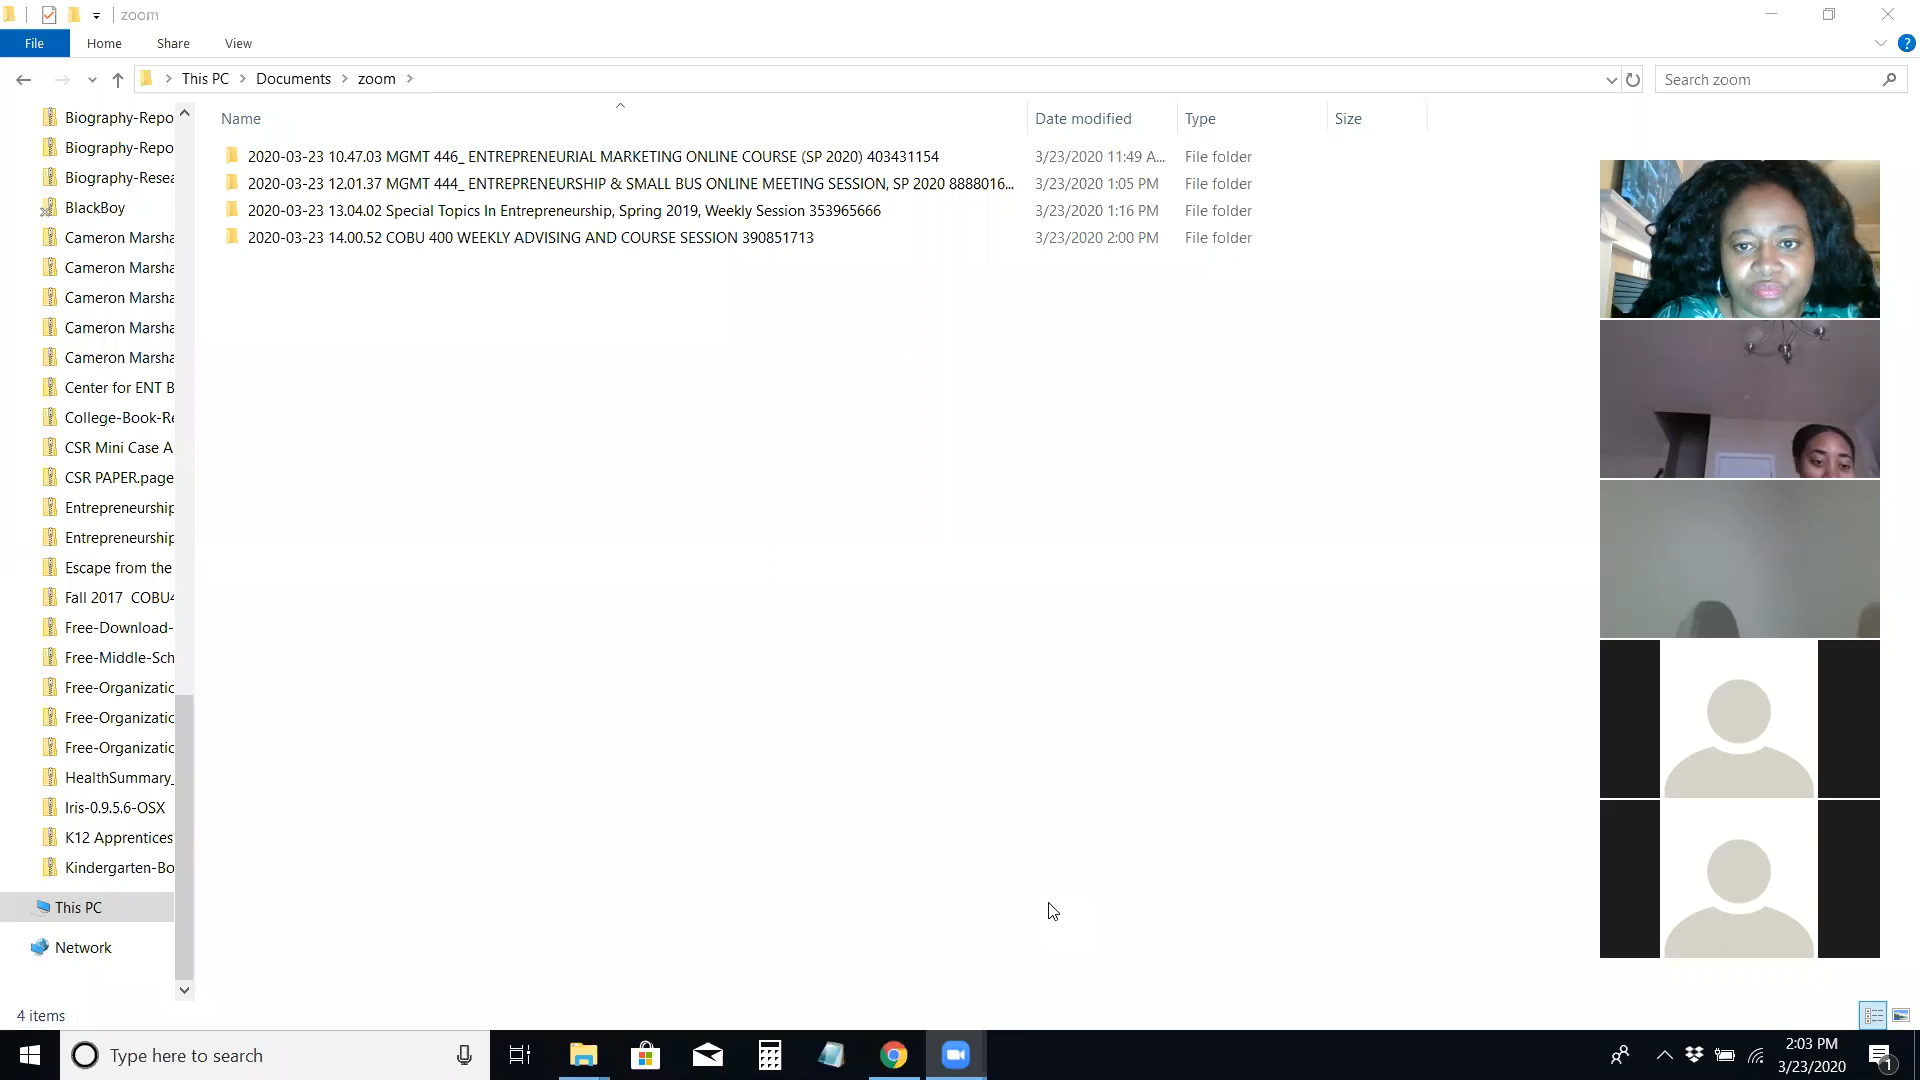 zoom
File Home Share View ?
This PC Documents zoom Search zoom
Name Date modified Type Size
2020-03-23 10.47.03 MGMT 446_ ENTREPRENEURIAL MARKETING ONLINE COURSE (SP 2020) 403431154 3/23/2020 11:49 A... File folder
2020-03-23 12.01.37 MGMT 444_ ENTREPRENEURSHIP & SMALL BUS ONLINE MEETING SESSION, SP 2020 8888016... 3/23/2020 1:05 PM File folder
2020-03-23 13.04.02 Special Topics In Entrepreneurship, Spring 2019, Weekly Session 353965666 3/23/2020 1:16 PM File folder
2020-03-23 14.00.52 COBU 400 WEEKLY ADVISING AND COURSE SESSION 390851713 3/23/2020 2:00 PM File folder
Biography-Repo
Biography-Repo
Biography-Resea
BlackBoy
Cameron Marsha
Cameron Marsha
Cameron Marsha
Cameron Marsha
Cameron Marsha
Center for ENT B
College-Book-Re
CSR Mini Case A
CSR PAPER.page
Entrepreneurship
Entrepreneurship
Escape from the
Fall 2017 COBU4
Free-Download-
Free-Middle-Sch
Free-Organizatic
Free-Organizatic
Free-Organizatic
HealthSummary_
Iris-0.9.5.6-OSX
K12 Apprentices
Kindergarten-Bo
This PC
Network
4 items
Type here to search
2:03 PM
3/23/2020
1